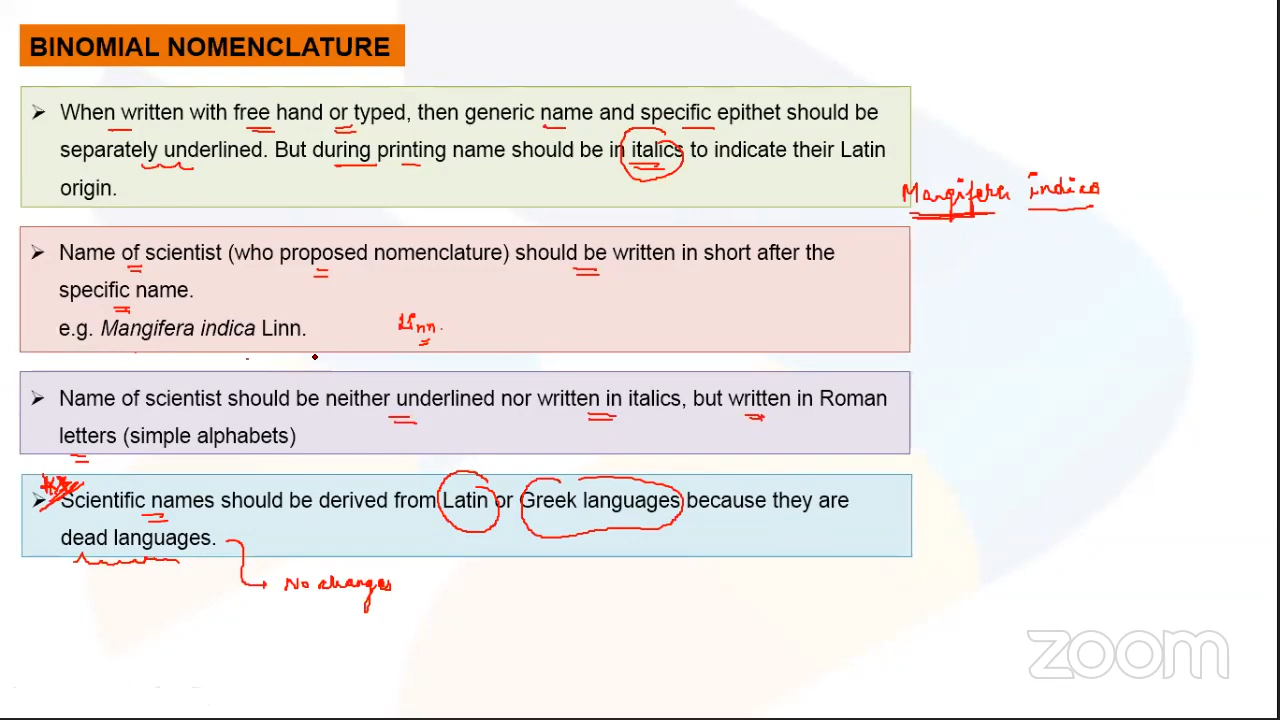 BINOMIAL NOMENCLATURE
➢ When written with free hand or typed, then generic name and specific epithet should be
separately underlined. But during printing name should be in italics to indicate their Latin
origin.
Mangifera indica
➢ Name of scientist (who proposed nomenclature) should be written in short after the
specific name.
e.g. Mangifera indica Linn.
Linn.
➢ Name of scientist should be neither underlined nor written in italics, but written in Roman
letters (simple alphabets)
➢ Scientific names should be derived from Latin or Greek languages because they are
dead languages.
No changes
zoom